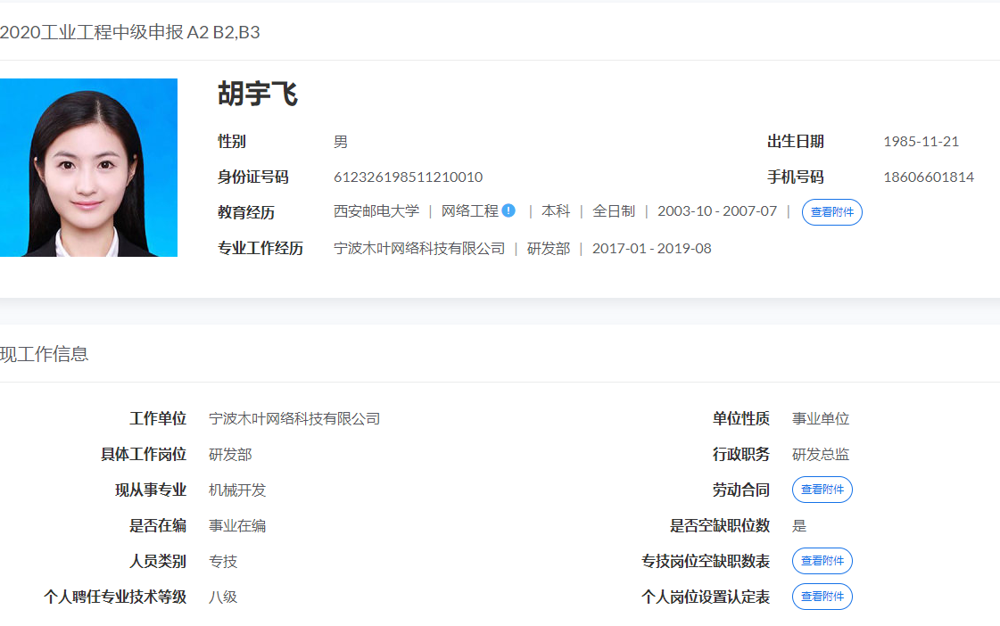 2020工业工程中级申报 A2 B2,B3
胡宇飞
性别 男 出生日期 1985-11-21
身份证号码 612326198511210010 手机号码 18606601814
教育经历 西安邮电大学 | 网络工程 ! | 本科 | 全日制 | 2003-10 - 2007-07 | 查看附件
专业工作经历 宁波木叶网络科技有限公司 | 研发部 | 2017-01 - 2019-08
现工作信息
工作单位 宁波木叶网络科技有限公司 单位性质 事业单位
具体工作岗位 研发部 行政职务 研发总监
现从事专业 机械开发 劳动合同 查看附件
是否在编 事业在编 是否空缺职位数 是
人员类别 专技 专技岗位空缺职数表 查看附件
个人聘任专业技术等级 八级 个人岗位设置认定表 查看附件